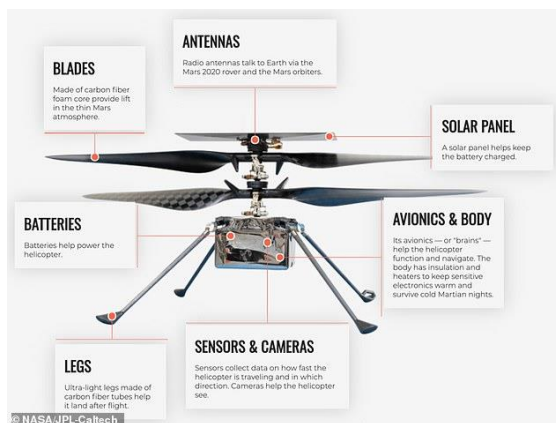 ANTENNAS
Radio antennas talk to Earth via the
Mars 2020 rover and the Mars orbiters.
BLADES
Made of carbon fiber
foam core provide lift
in the thin Mars
atmosphere.
SOLAR PANEL
A solar panel helps keep
the battery charged.
BATTERIES
Batteries help power the
helicopter.
AVIONICS & BODY
Its avionics — or "brains" —
help the helicopter
function and navigate. The
body has insulation and
heaters to keep sensitive
electronics warm and
survive cold Martian nights.
SENSORS & CAMERAS
Sensors collect data on how fast the
helicopter is traveling and in which
direction. Cameras help the helicopter
see.
LEGS
Ultra-light legs made of
carbon fiber tubes help
it land after flight.
© NASA/JPL-Caltech